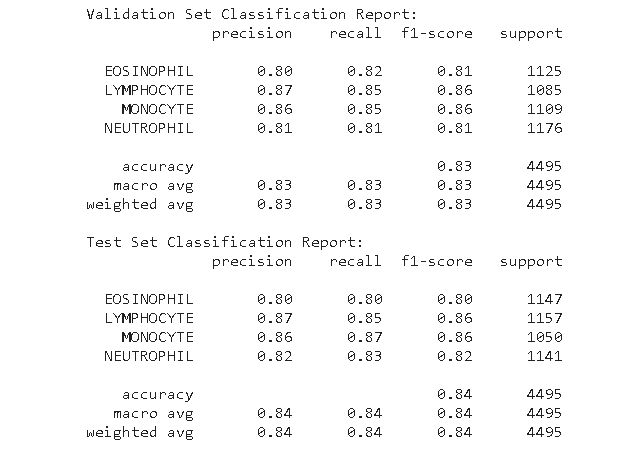 Validation Set Classification Report:
precision recall f1-score support
EOSINOPHIL 0.80 0.82 0.81 1125
LYMPHOCYTE 0.87 0.85 0.86 1085
MONOCYTE 0.86 0.85 0.86 1109
NEUTROPHIL 0.81 0.81 0.81 1176
accuracy 0.83 4495
macro avg 0.83 0.83 0.83 4495
weighted avg 0.83 0.83 0.83 4495
Test Set Classification Report:
precision recall f1-score support
EOSINOPHIL 0.80 0.80 0.80 1147
LYMPHOCYTE 0.87 0.85 0.86 1157
MONOCYTE 0.86 0.87 0.86 1050
NEUTROPHIL 0.82 0.83 0.82 1141
accuracy 0.84 4495
macro avg 0.84 0.84 0.84 4495
weighted avg 0.84 0.84 0.84 4495